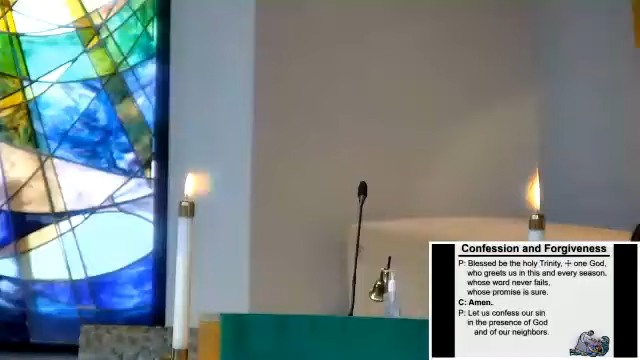 Confession and Forgiveness
P: Blessed be the holy Trinity, ☩ one God,
who greets us in this and every season,
whose word never fails,
whose promise is sure.
C: Amen.
P: Let us confess our sin
in the presence of God
and of our neighbors.